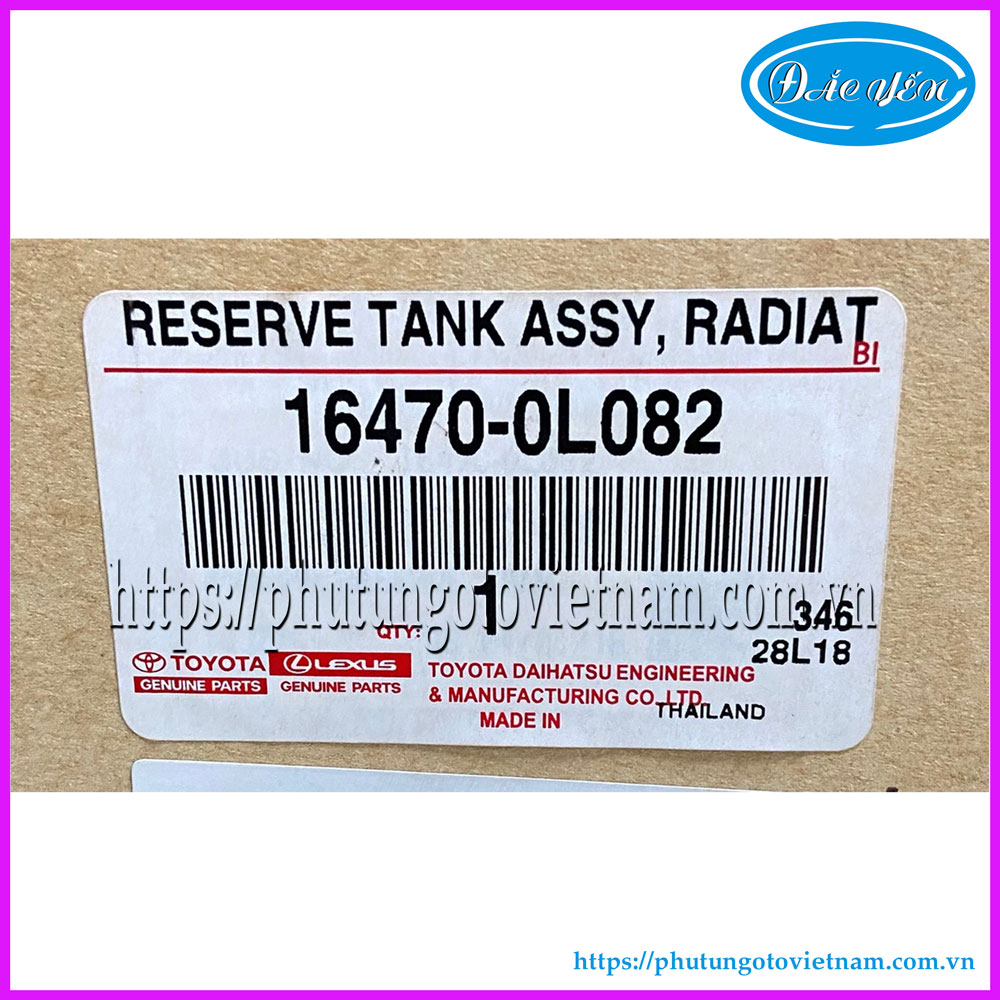 ĐẮC YẾN
RESERVE TANK ASSY, RADIAT
BI
16470-0L082
https://phutungotovietnam.com.vn
QTY: 1
346
28L18
TOYOTA
GENUINE PARTS
LEXUS
GENUINE PARTS
TOYOTA DAIHATSU ENGINEERING
& MANUFACTURING CO.,LTD.
MADE IN THAILAND
https://phutungotovietnam.com.vn